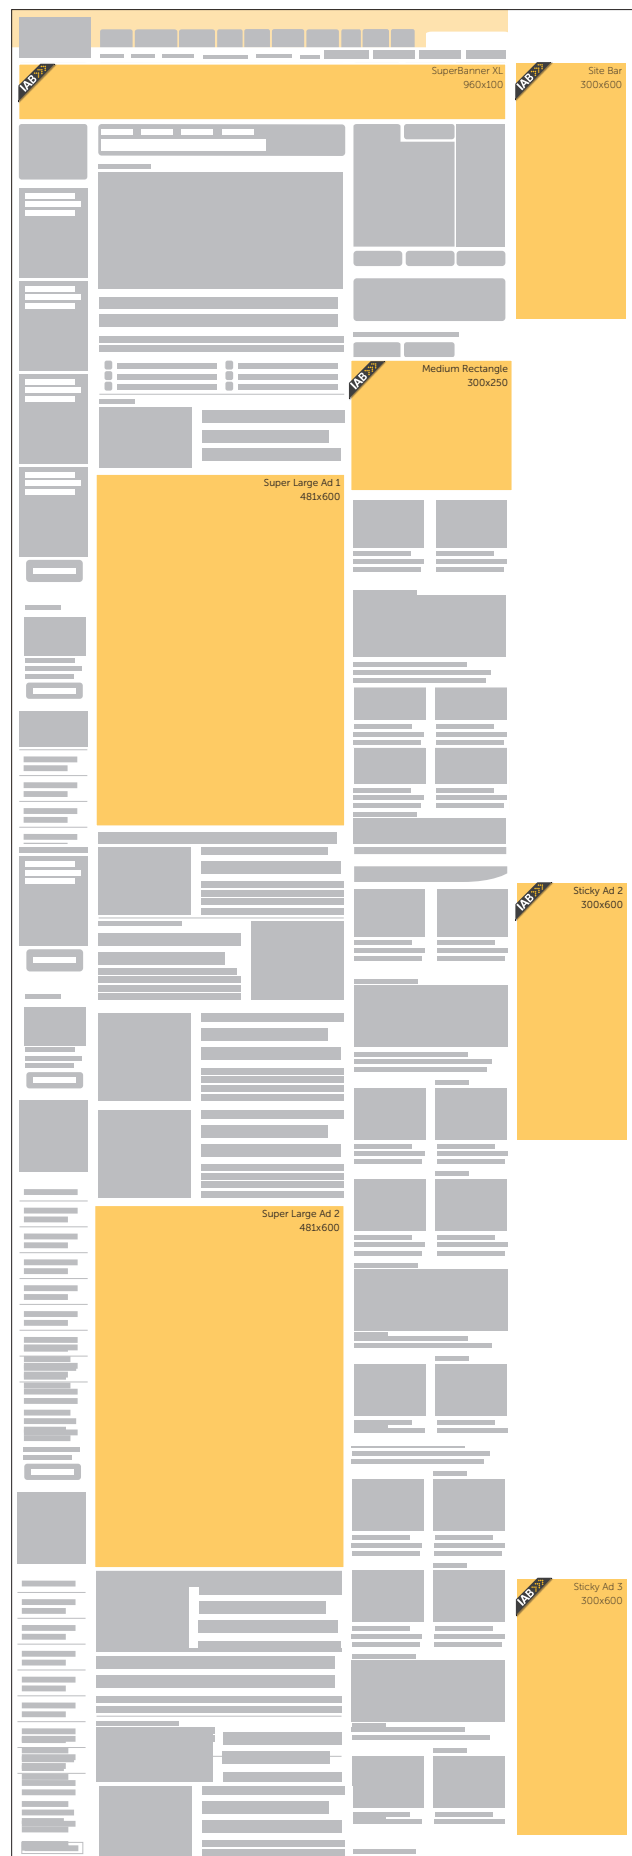 IAB
SuperBanner XL
960x100
IAB
Site Bar
300x600
IAB
Medium Rectangle
300x250
Super Large Ad 1
481x600
IAB
Sticky Ad 2
300x600
Super Large Ad 2
481x600
IAB
Sticky Ad 3
300x600